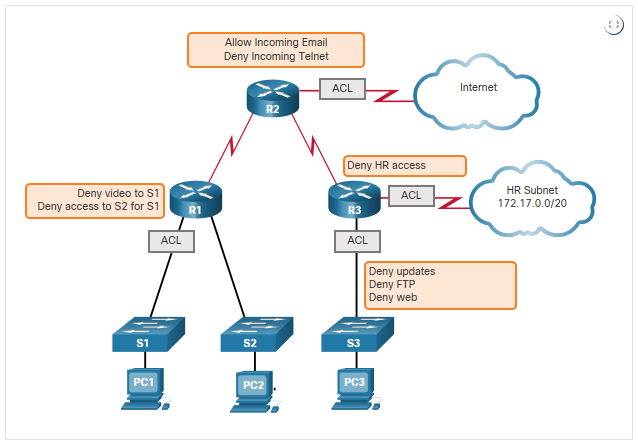 Allow Incoming Email
Deny Incoming Telnet
ACL
Internet
R2
Deny HR access
Deny video to S1
Deny access to S2 for S1
R1
R3
ACL
HR Subnet
172.17.0.0/20
ACL
ACL
Deny updates
Deny FTP
Deny web
S1
S2
S3
PC1
PC2
PC3